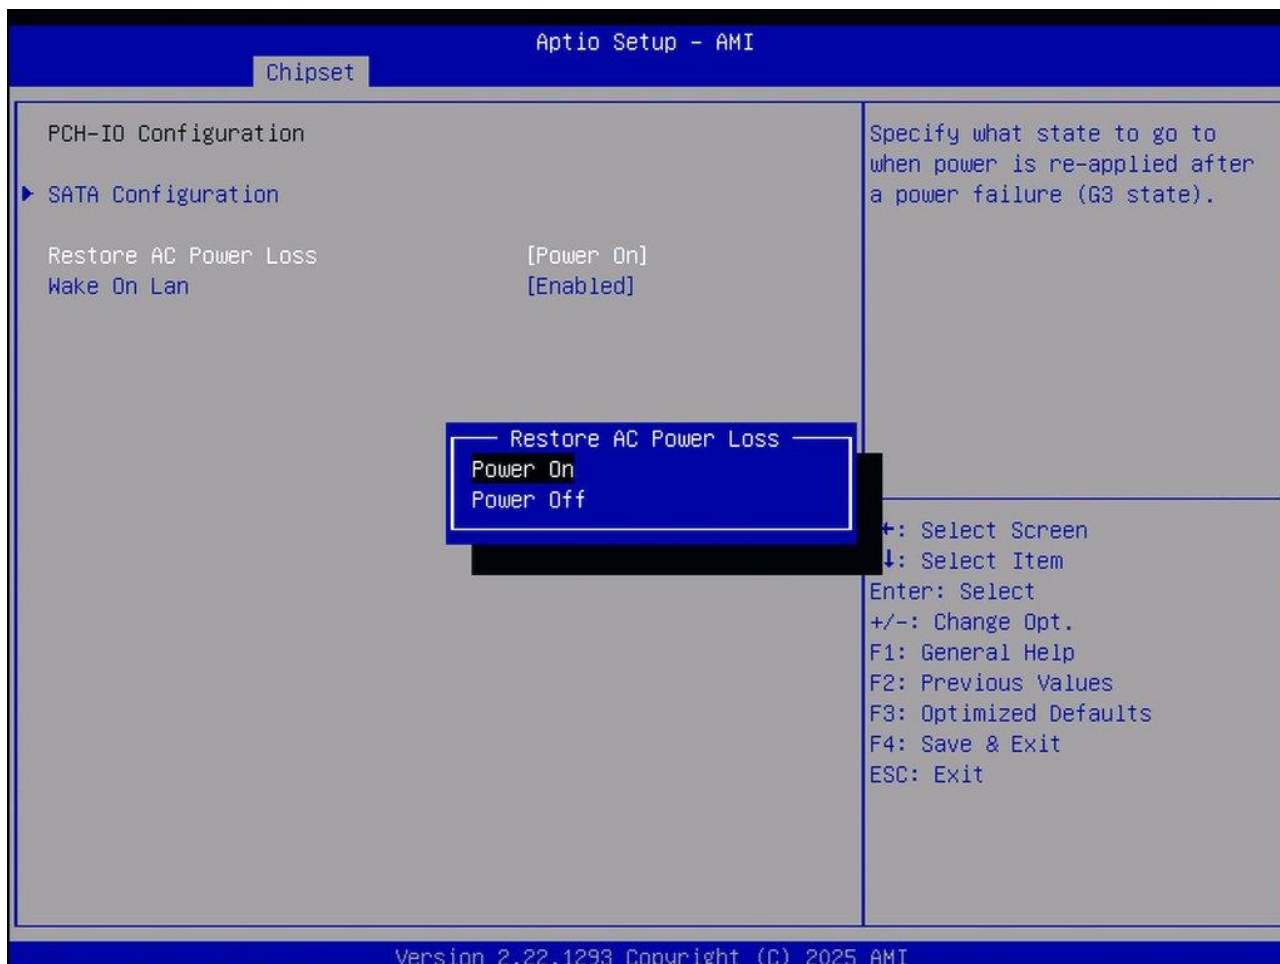 Aptio Setup – AMI
Chipset
PCH-IO Configuration
SATA Configuration
Restore AC Power Loss [Power On]
Wake On Lan [Enabled]
Restore AC Power Loss
Power On
Power Off
Specify what state to go to
when power is re-applied after
a power failure (G3 state).
: Select Screen
: Select Item
Enter: Select
+/-: Change Opt.
F1: General Help
F2: Previous Values
F3: Optimized Defaults
F4: Save & Exit
ESC: Exit
Version 2.22.1293 Copyright (C) 2025 AMI